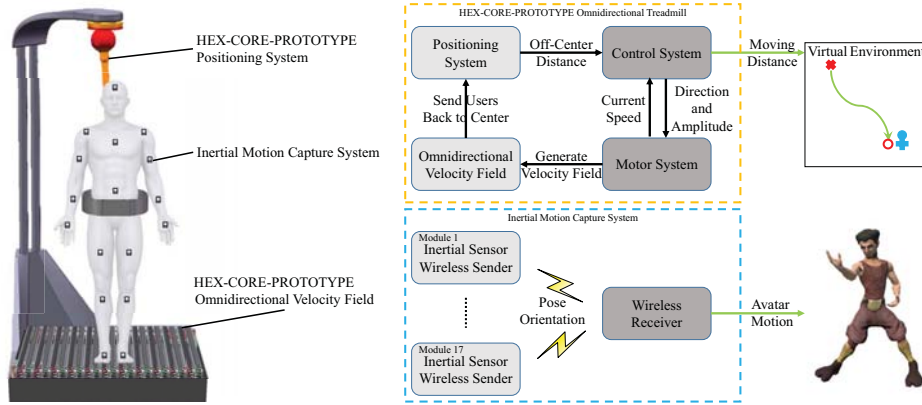 HEX-CORE-PROTOTYPE
Positioning System
Inertial Motion Capture System
HEX-CORE-PROTOTYPE
Omnidirectional Velocity Field
HEX-CORE-PROTOTYPE Omnidirectional Treadmill
Positioning
System
Off-Center
Distance
Control System
Moving
Distance
Virtual Environment
Send Users
Back to Center
Current
Speed
Direction
and
Amplitude
Omnidirectional
Velocity Field
Generate
Velocity Field
Motor System
Inertial Motion Capture System
Module 1
Inertial Sensor
Wireless Sender
Pose
Orientation
Wireless
Receiver
Avatar
Motion
Module 17
Inertial Sensor
Wireless Sender